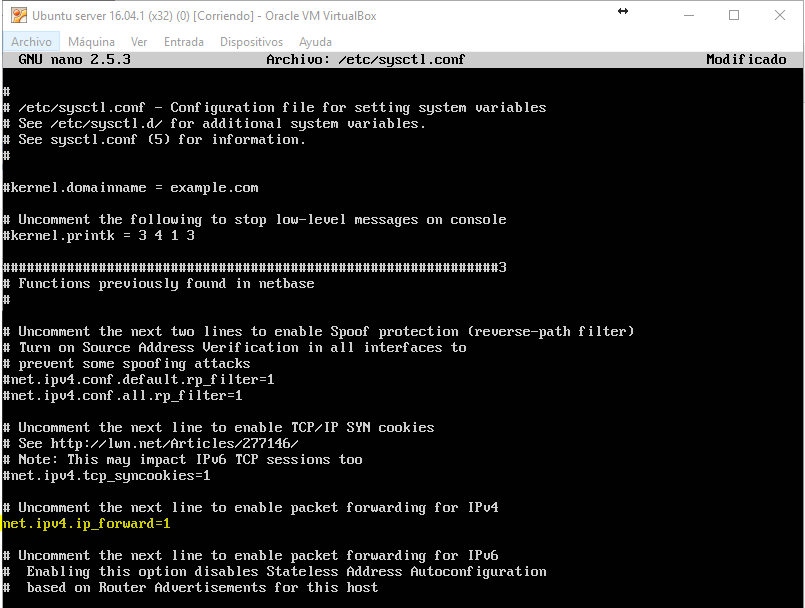 Ubuntu server 16.04.1 (x32) (0) [Corriendo] - Oracle VM VirtualBox
Archivo Máquina Ver Entrada Dispositivos Ayuda
GNU nano 2.5.3 Archivo: /etc/sysctl.conf Modificado
#
# /etc/sysctl.conf - Configuration file for setting system variables
# See /etc/sysctl.d/ for additional system variables.
# See sysctl.conf (5) for information.
#
#kernel.domainname = example.com
# Uncomment the following to stop low-level messages on console
#kernel.printk = 3 4 1 3
##############################################################3
# Functions previously found in netbase
#
# Uncomment the next two lines to enable Spoof protection (reverse-path filter)
# Turn on Source Address Verification in all interfaces to
# prevent some spoofing attacks
#net.ipv4.conf.default.rp_filter=1
#net.ipv4.conf.all.rp_filter=1
# Uncomment the next line to enable TCP/IP SYN cookies
# See http://lwn.net/Articles/277146/
# Note: This may impact IPv6 TCP sessions too
#net.ipv4.tcp_syncookies=1
# Uncomment the next line to enable packet forwarding for IPv4
net.ipv4.ip_forward=1
# Uncomment the next line to enable packet forwarding for IPv6
#  Enabling this option disables Stateless Address Autoconfiguration
#  based on Router Advertisements for this host